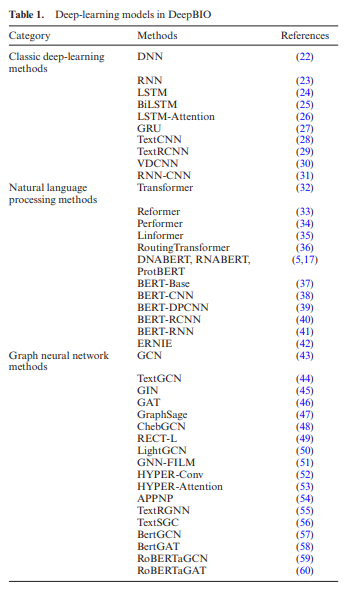 Table 1. Deep-learning models in DeepBIO
Category Methods References
Classic deep-learning DNN (22)
methods
RNN (23)
LSTM (24)
BiLSTM (25)
LSTM-Attention (26)
GRU (27)
TextCNN (28)
TextRCNN (29)
VDCNN (30)
RNN-CNN (31)
Natural language Transformer (32)
processing methods
Reformer (33)
Performer (34)
Linformer (35)
RoutingTransformer (36)
DNABERT, RNABERT, (5,17)
ProtBERT
BERT-Base (37)
BERT-CNN (38)
BERT-DPCNN (39)
BERT-RCNN (40)
BERT-RNN (41)
ERNIE (42)
Graph neural network GCN (43)
methods
TextGCN (44)
GIN (45)
GAT (46)
GraphSage (47)
ChebGCN (48)
RECT-L (49)
LightGCN (50)
GNN-FILM (51)
HYPER-Conv (52)
HYPER-Attention (53)
APPNP (54)
TextRGNN (55)
TextSGC (56)
BertGCN (57)
BertGAT (58)
RoBERTaGCN (59)
RoBERTaGAT (60)